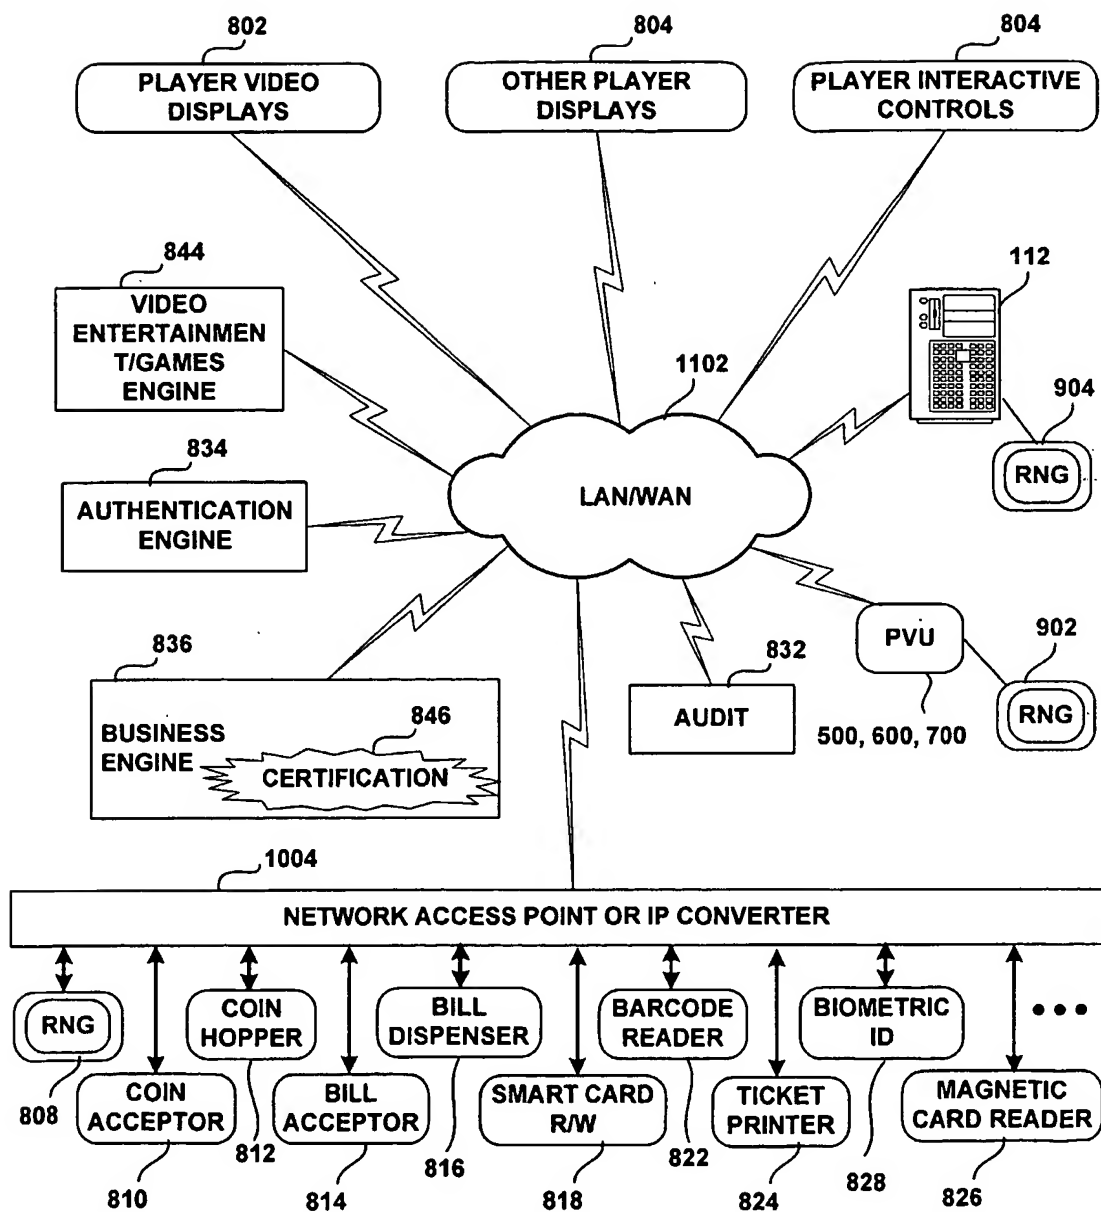 802
804
804
PLAYER VIDEO
DISPLAYS
OTHER PLAYER
DISPLAYS
PLAYER INTERACTIVE
CONTROLS
844
VIDEO
ENTERTAINMEN
T/GAMES
ENGINE
112
1102
904
RNG
834
AUTHENTICATION
ENGINE
LAN/WAN
836
BUSINESS
ENGINE
846
CERTIFICATION
832
AUDIT
PVU
500, 600, 700
902
RNG
1004
NETWORK ACCESS POINT OR IP CONVERTER
RNG
808
COIN
ACCEPTOR
810
COIN
HOPPER
812
BILL
ACCEPTOR
814
BILL
DISPENSER
816
SMART CARD
R/W
818
BARCODE
READER
822
TICKET
PRINTER
824
BIOMETRIC
ID
828
MAGNETIC
CARD READER
826